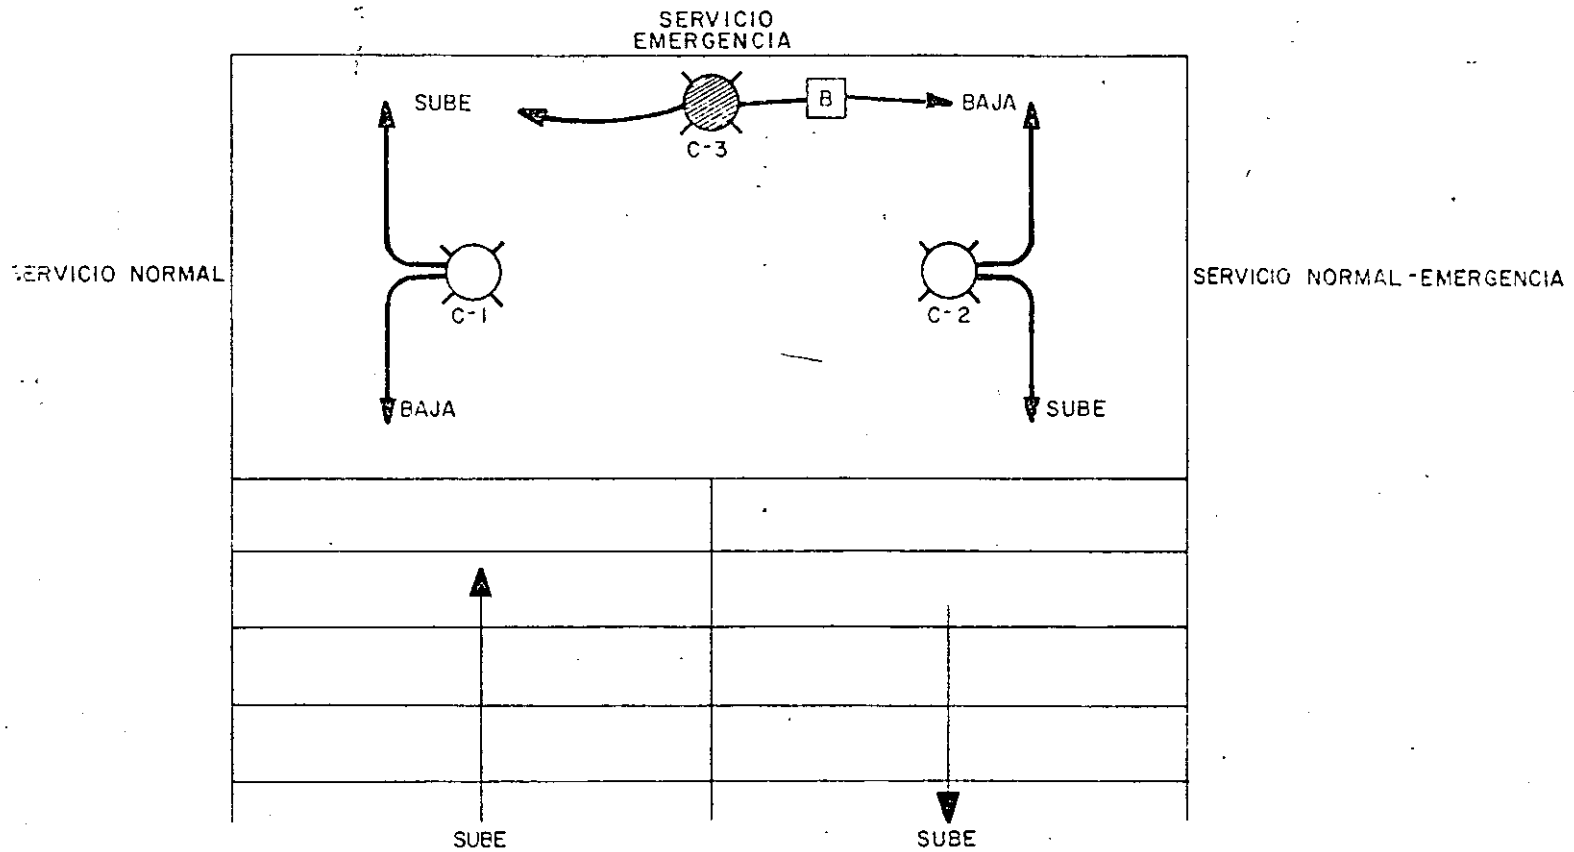 SERVICIO
EMERGENCIA
SUBE
B
BAJA
C-3
SERVICIO NORMAL
SERVICIO NORMAL-EMERGENCIA
C-1
C-2
BAJA
SUBE
SUBE
SUBE